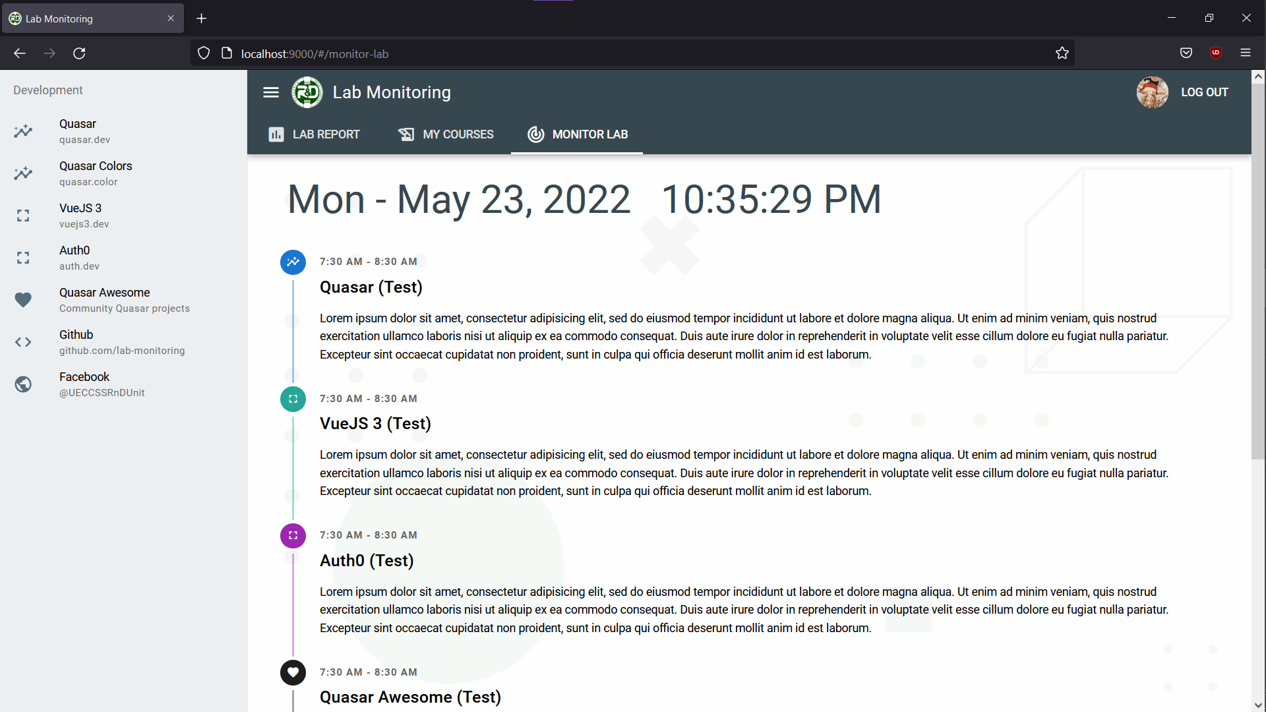 Lab Monitoring
localhost:9000/#/monitor-lab
Development
Quasar
quasar.dev
Quasar Colors
quasar.color
VueJS 3
vuejs3.dev
Auth0
auth.dev
Quasar Awesome
Community Quasar projects
Github
github.com/lab-monitoring
Facebook
@UECCSSRnDUnit
R&D Lab Monitoring
LOG OUT
LAB REPORT MY COURSES MONITOR LAB
Mon - May 23, 2022 10:35:29 PM
7:30 AM - 8:30 AM
Quasar (Test)
Lorem ipsum dolor sit amet, consectetur adipisicing elit, sed do eiusmod tempor incididunt ut labore et dolore magna aliqua. Ut enim ad minim veniam, quis nostrud
exercitation ullamco laboris nisi ut aliquip ex ea commodo consequat. Duis aute irure dolor in reprehenderit in voluptate velit esse cillum dolore eu fugiat nulla pariatur.
Excepteur sint occaecat cupidatat non proident, sunt in culpa qui officia deserunt mollit anim id est laborum.
7:30 AM - 8:30 AM
VueJS 3 (Test)
Lorem ipsum dolor sit amet, consectetur adipisicing elit, sed do eiusmod tempor incididunt ut labore et dolore magna aliqua. Ut enim ad minim veniam, quis nostrud
exercitation ullamco laboris nisi ut aliquip ex ea commodo consequat. Duis aute irure dolor in reprehenderit in voluptate velit esse cillum dolore eu fugiat nulla pariatur.
Excepteur sint occaecat cupidatat non proident, sunt in culpa qui officia deserunt mollit anim id est laborum.
7:30 AM - 8:30 AM
Auth0 (Test)
Lorem ipsum dolor sit amet, consectetur adipisicing elit, sed do eiusmod tempor incididunt ut labore et dolore magna aliqua. Ut enim ad minim veniam, quis nostrud
exercitation ullamco laboris nisi ut aliquip ex ea commodo consequat. Duis aute irure dolor in reprehenderit in voluptate velit esse cillum dolore eu fugiat nulla pariatur.
Excepteur sint occaecat cupidatat non proident, sunt in culpa qui officia deserunt mollit anim id est laborum.
7:30 AM - 8:30 AM
Quasar Awesome (Test)